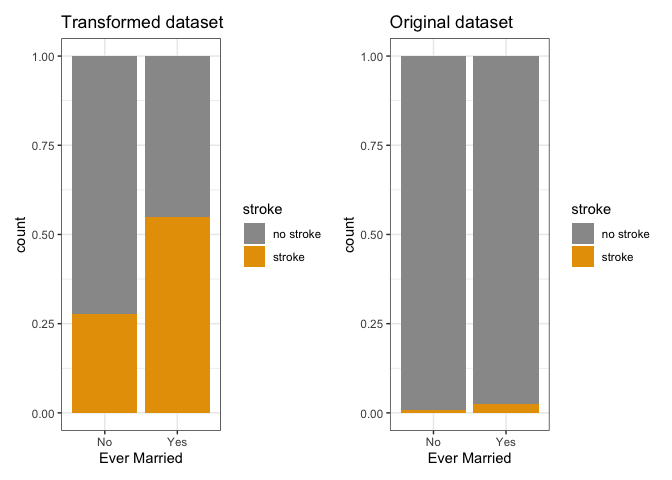 Transformed dataset
1.00
0.75
0.50
0.25
0.00
count
No Yes
Ever Married
stroke
no stroke
stroke
Original dataset
1.00
0.75
0.50
0.25
0.00
count
No Yes
Ever Married
stroke
no stroke
stroke